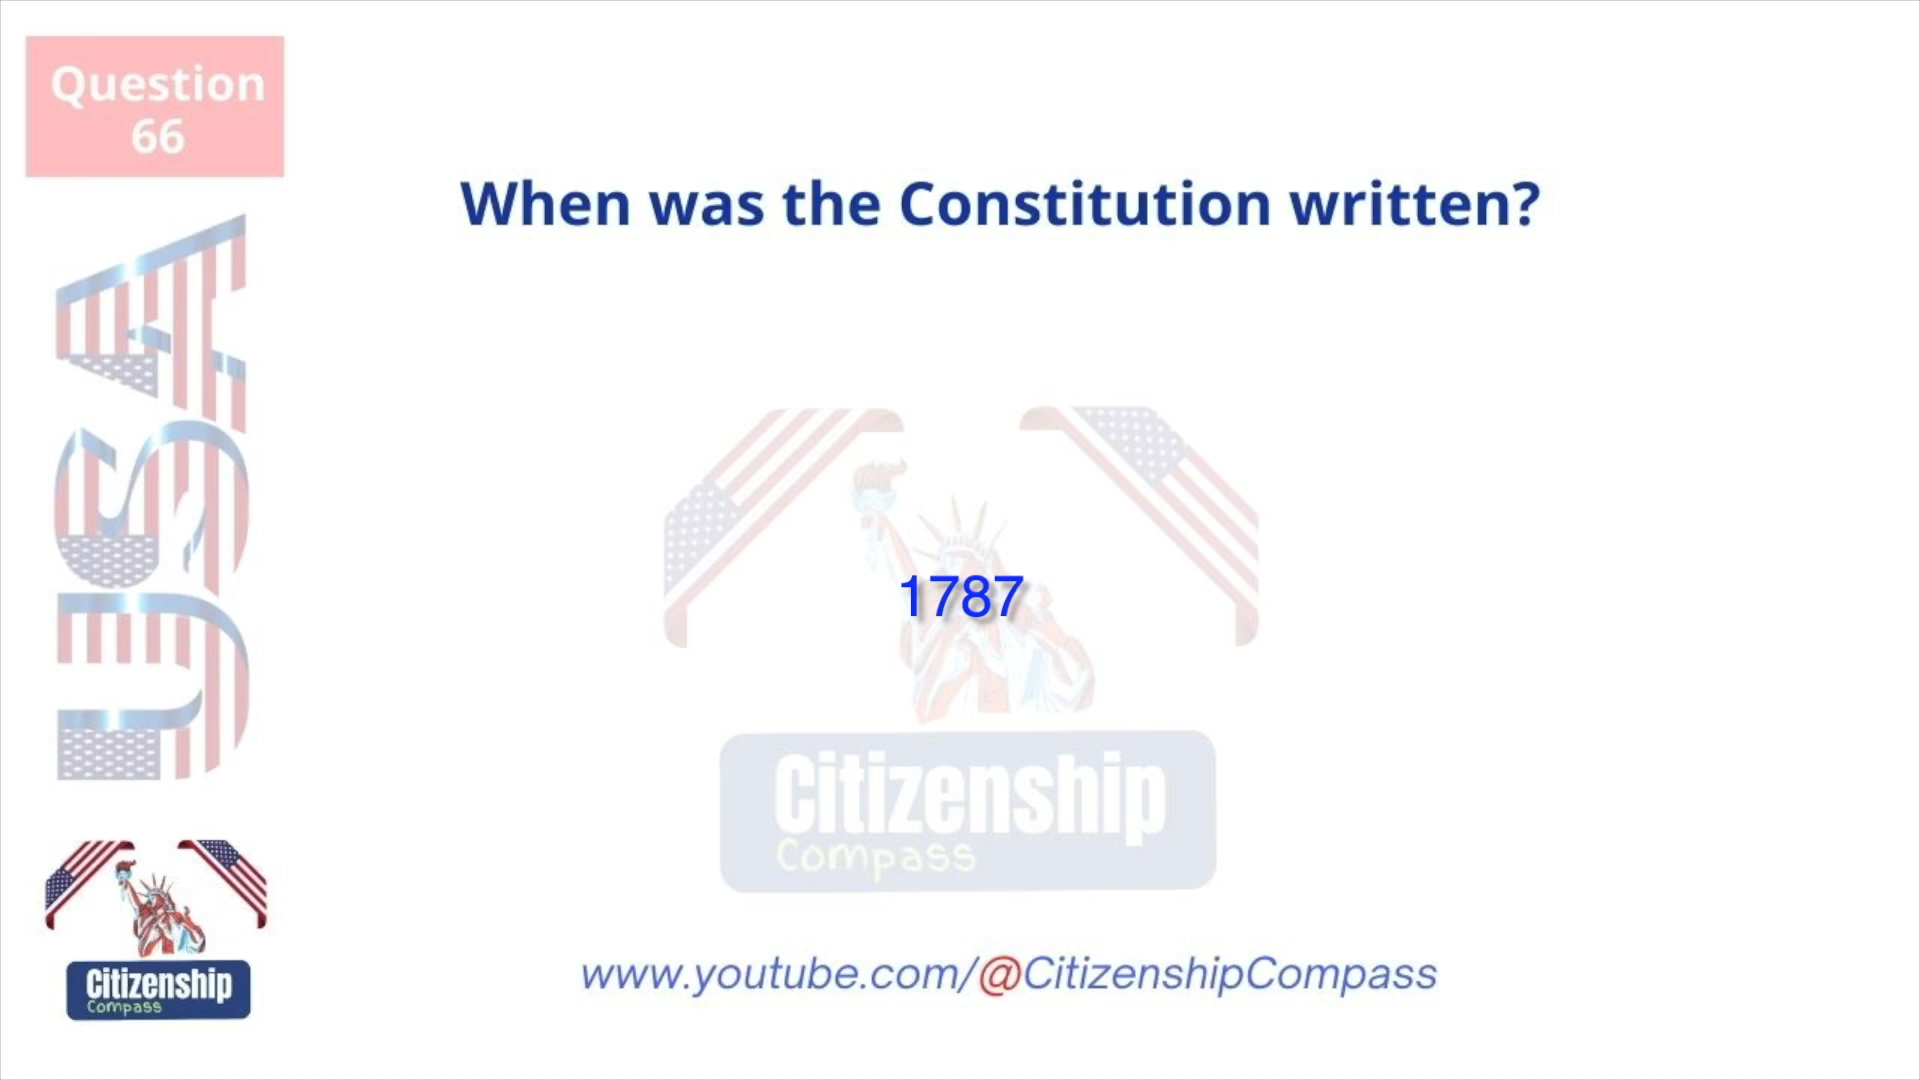 Question
66
When was the Constitution written?
USA
1787
Citizenship
Compass
Citizenship
Compass
www.youtube.com/@CitizenshipCompass